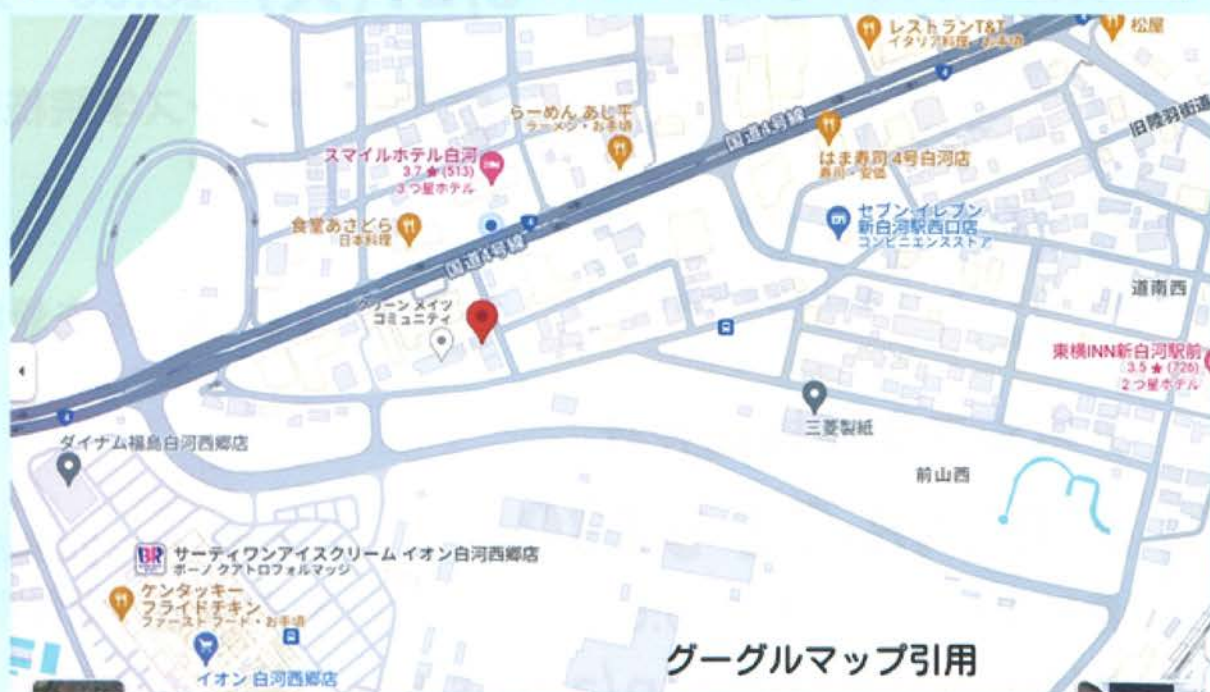 レストランT&T
イタリア料理・お手頃
松屋
4
4
旧陸羽街道
国道4号線
らーめん あじ平
ラーメン・お手頃
はま寿司 4号白河店
寿司・安価
スマイルホテル白河
3.7 ★ (513)
3つ星ホテル
セブン-イレブン
新白河駅西口店
コンビニエンスストア
食堂あさどら
日本料理
4
国道4号線
道南西
グリーン メイツ
コミュニティ
東横INN新白河駅前
3.5 ★ (726)
2つ星ホテル
4
三菱製紙
ダイナム福島白河西郷店
前山西
BR
サーティワンアイスクリーム イオン白河西郷店
ボーノ クアトロフォルマッジ
ケンタッキー
フライドチキン
ファースト フード・お手頃
イオン 白河西郷店
グーグルマップ引用